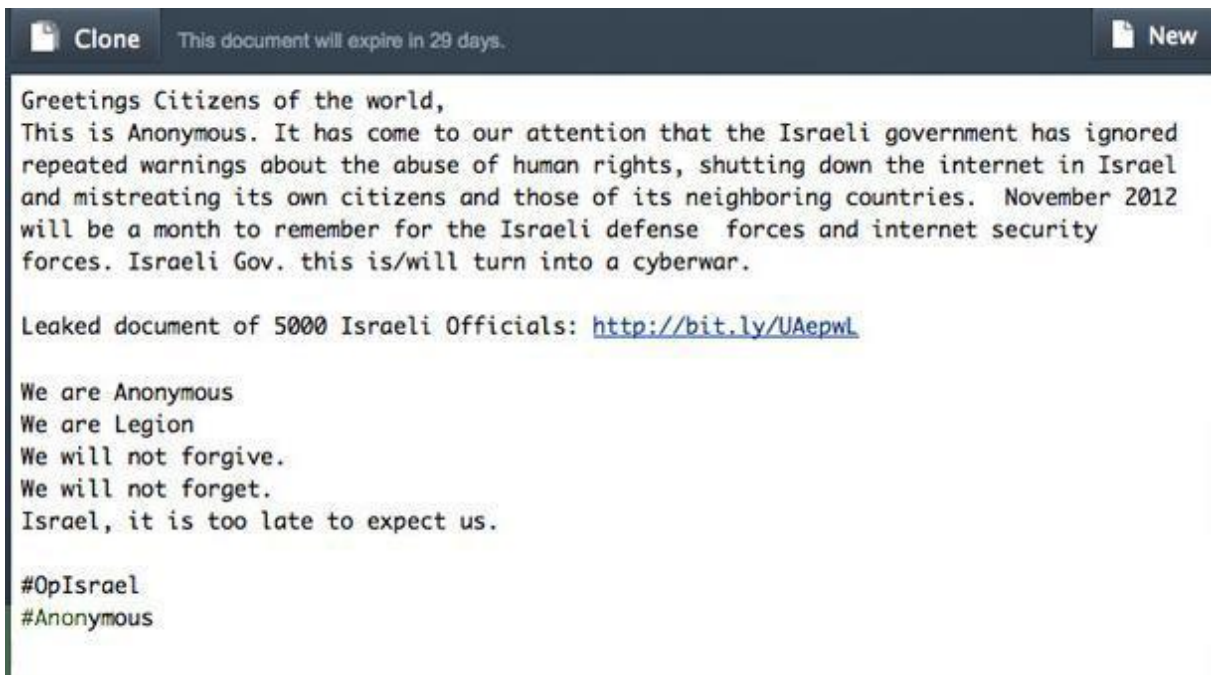 Clone This document will expire in 29 days. New
Greetings Citizens of the world,
This is Anonymous. It has come to our attention that the Israeli government has ignored
repeated warnings about the abuse of human rights, shutting down the internet in Israel
and mistreating its own citizens and those of its neighboring countries.  November 2012
will be a month to remember for the Israeli defense  forces and internet security
forces. Israeli Gov. this is/will turn into a cyberwar.
Leaked document of 5000 Israeli Officials: http://bit.ly/UAepwL
We are Anonymous
We are Legion
We will not forgive.
We will not forget.
Israel, it is too late to expect us.
#OpIsrael
#Anonymous